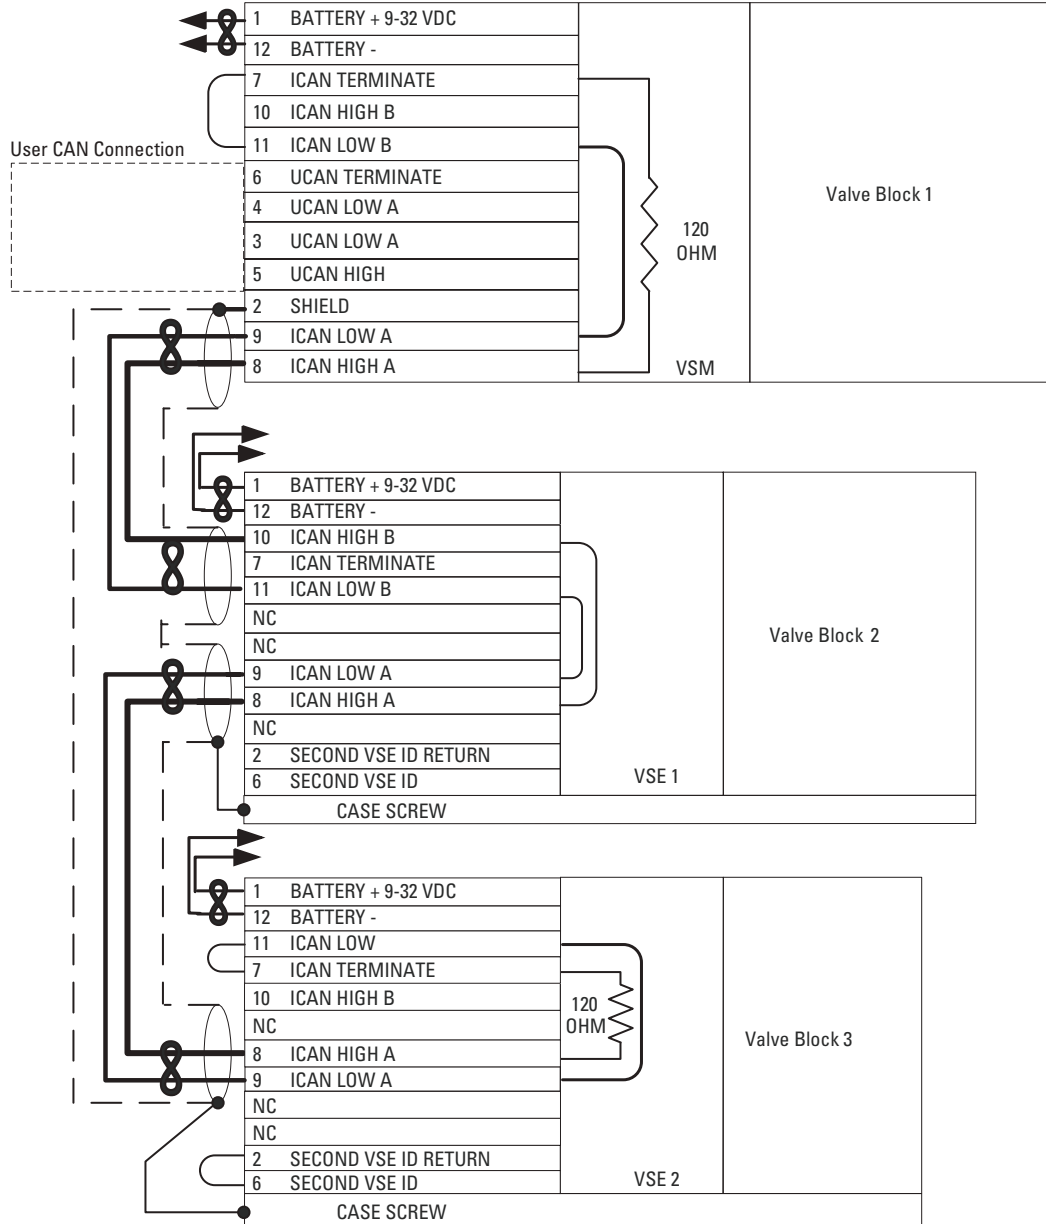 1 BATTERY + 9-32 VDC
12 BATTERY -
7 ICAN TERMINATE
10 ICAN HIGH B
11 ICAN LOW B
User CAN Connection
6 UCAN TERMINATE
4 UCAN LOW A
3 UCAN LOW A
5 UCAN HIGH
2 SHIELD
9 ICAN LOW A
8 ICAN HIGH A
120
OHM
VSM
Valve Block 1
1 BATTERY + 9-32 VDC
12 BATTERY -
10 ICAN HIGH B
7 ICAN TERMINATE
11 ICAN LOW B
NC
NC
9 ICAN LOW A
8 ICAN HIGH A
NC
2 SECOND VSE ID RETURN
6 SECOND VSE ID
CASE SCREW
VSE 1
Valve Block 2
1 BATTERY + 9-32 VDC
12 BATTERY -
11 ICAN LOW
7 ICAN TERMINATE
10 ICAN HIGH B
NC
8 ICAN HIGH A
9 ICAN LOW A
NC
NC
2 SECOND VSE ID RETURN
6 SECOND VSE ID
CASE SCREW
120
OHM
VSE 2
Valve Block 3